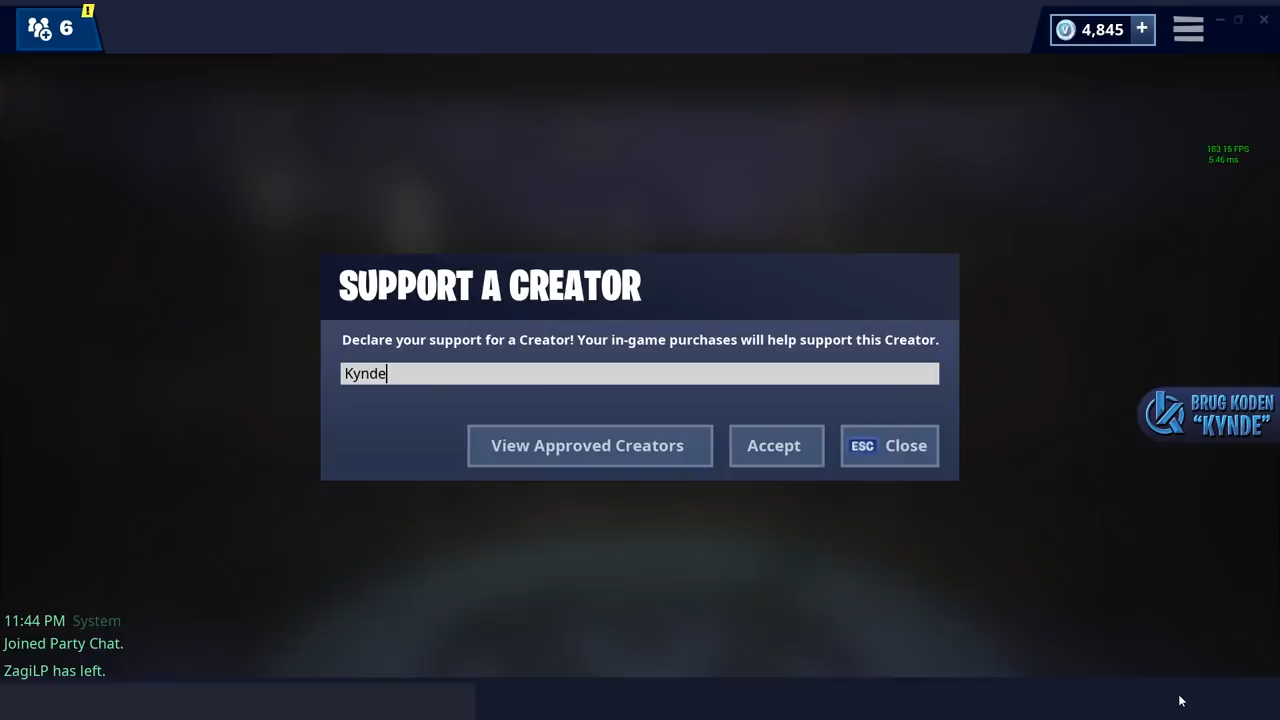 6
!
4,845 +
183 15 FPS
5.46 ms
SUPPORT A CREATOR
Declare your support for a Creator! Your in-game purchases will help support this Creator.
Kynde
View Approved Creators
Accept
ESC Close
BRUG KODEN
"KYNDE"
11:44 PM System
Joined Party Chat.
ZagiLP has left.